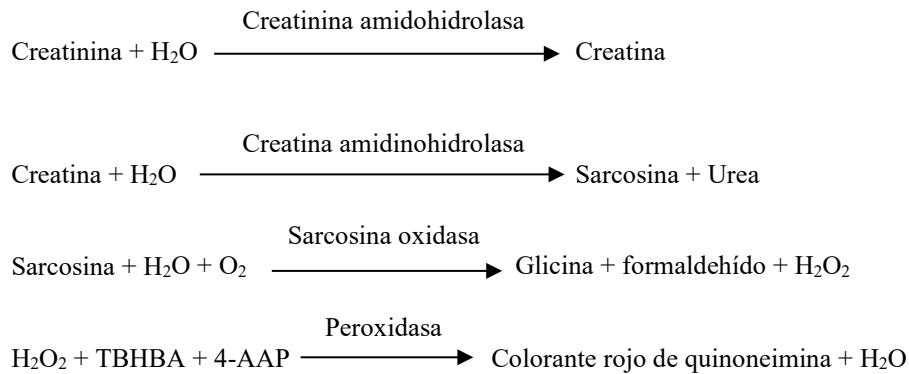 Creatinina amidohidrolasa
Creatinina + H₂O Creatina
Creatina amidinohidrolasa
Creatina + H₂O Sarcosina + Urea
Sarcosina oxidasa
Sarcosina + H₂O + O₂ Glicina + formaldehído + H₂O₂
Peroxidasa
H₂O₂ + TBHBA + 4-AAP Colorante rojo de quinoneimina + H₂O